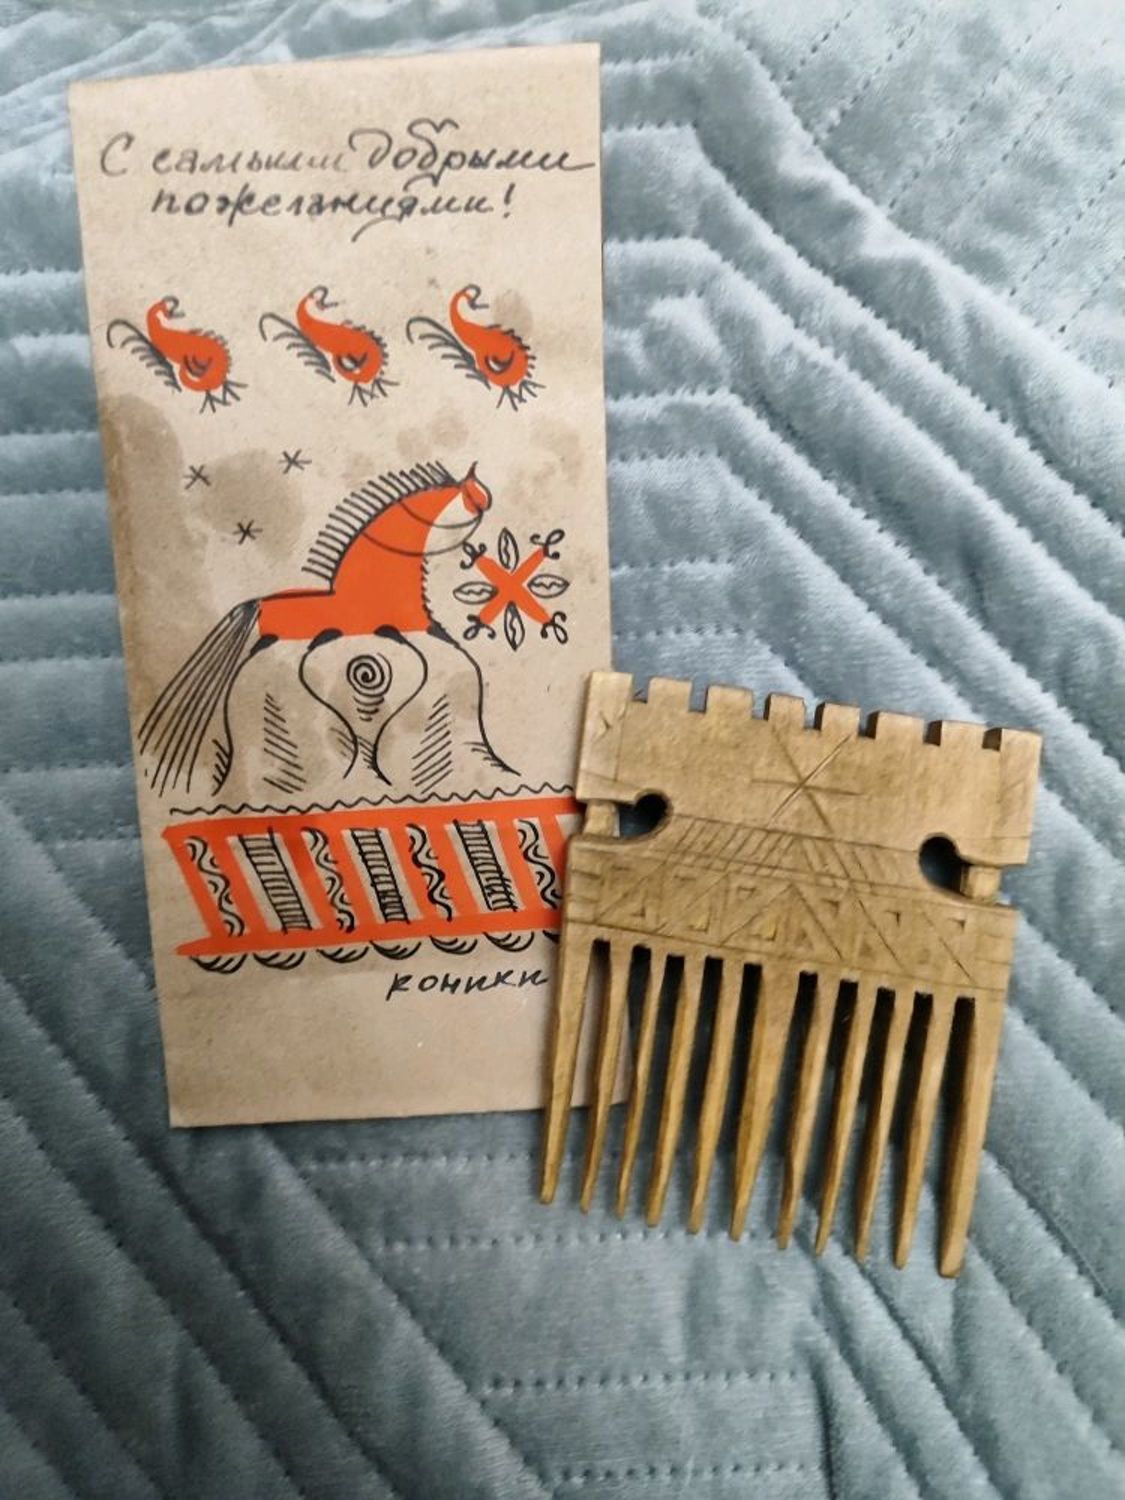 С самыми добрыми
пожеланиями!
коники